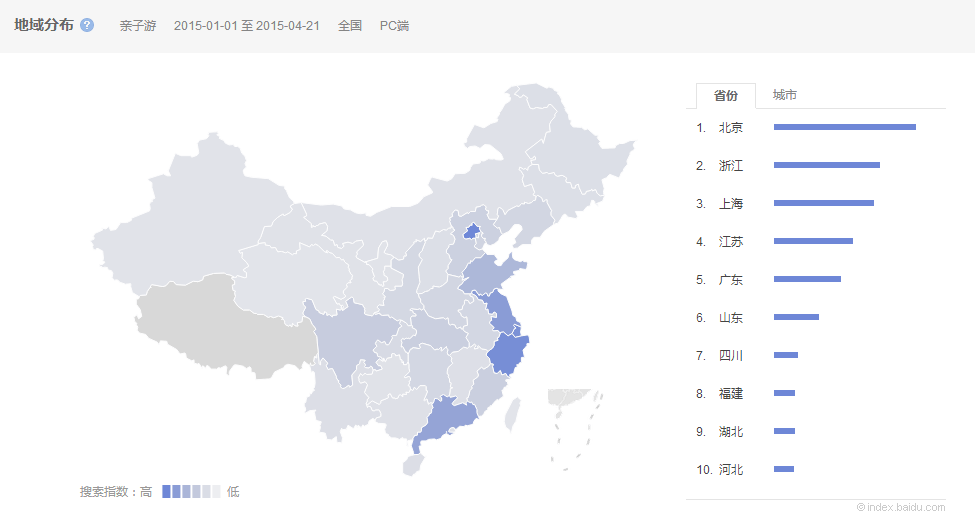 地域分布 ? 亲子游 2015-01-01 至 2015-04-21 全国 PC端
省份 城市
1. 北京
2. 浙江
3. 上海
4. 江苏
5. 广东
6. 山东
7. 四川
8. 福建
9. 湖北
10. 河北
搜索指数：高 低
© index.baidu.com